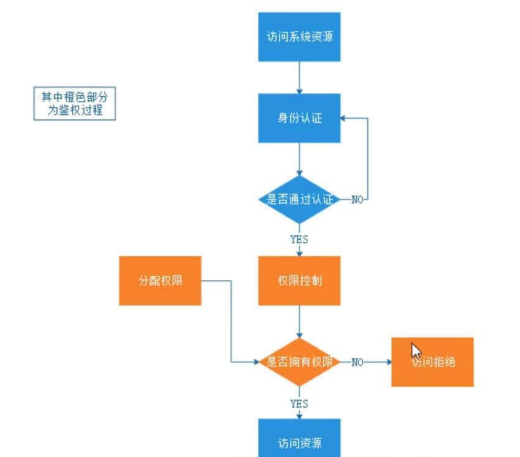 访问系统资源
其中橙色部分
为鉴权过程
身份认证
是否通过认证
NO
YES
分配权限
权限控制
是否拥有权限
NO
访问拒绝
YES
访问资源